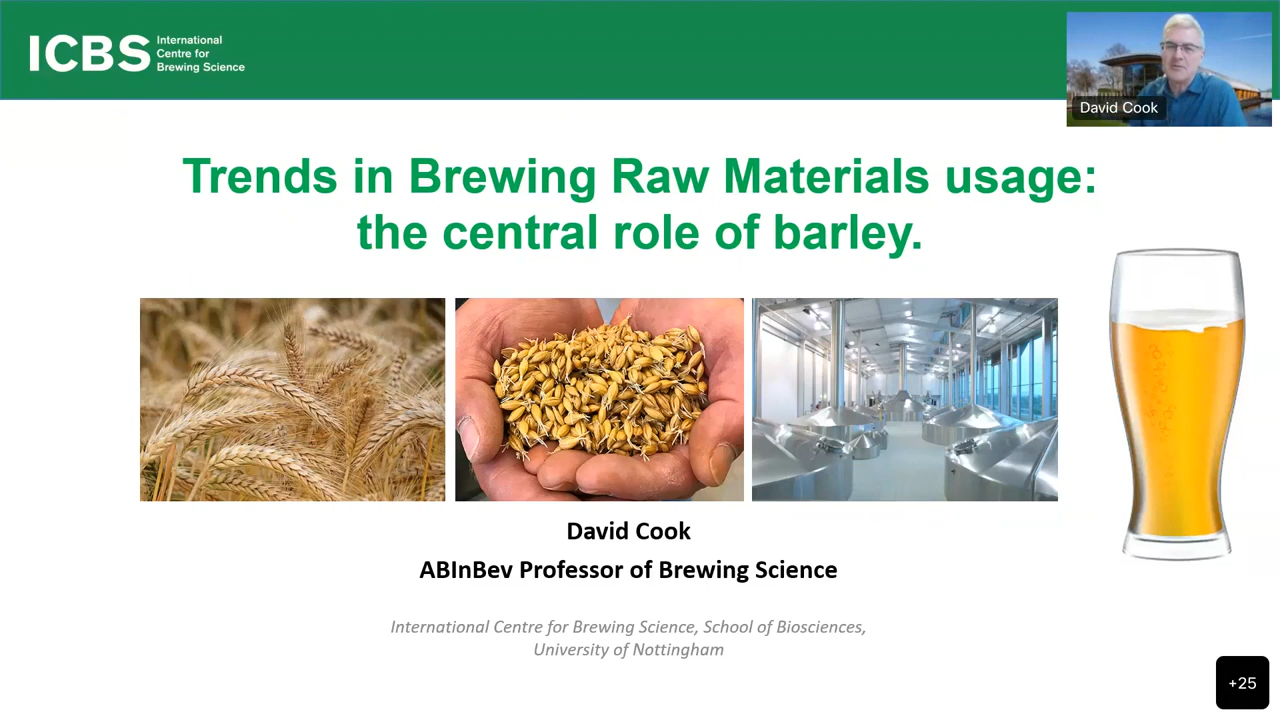 ICBS
International
Centre for
Brewing Science
David Cook
Trends in Brewing Raw Materials usage:
the central role of barley.
David Cook
ABInBev Professor of Brewing Science
International Centre for Brewing Science, School of Biosciences,
University of Nottingham
+25